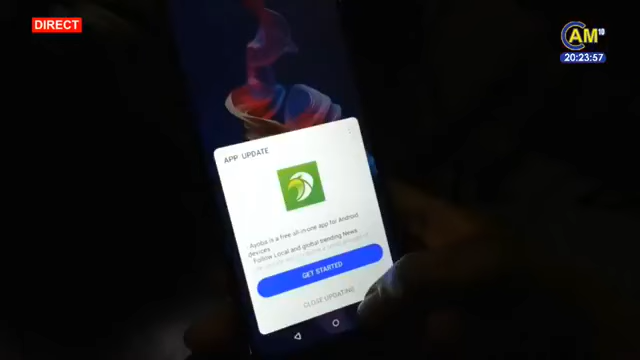 DIRECT
CAM10
20:23:57
APP UPDATE
Ayoba is a free all-in-one app for Android
devices
Follow Local and global trending News
GET STARTED
CLOSE UPDATING